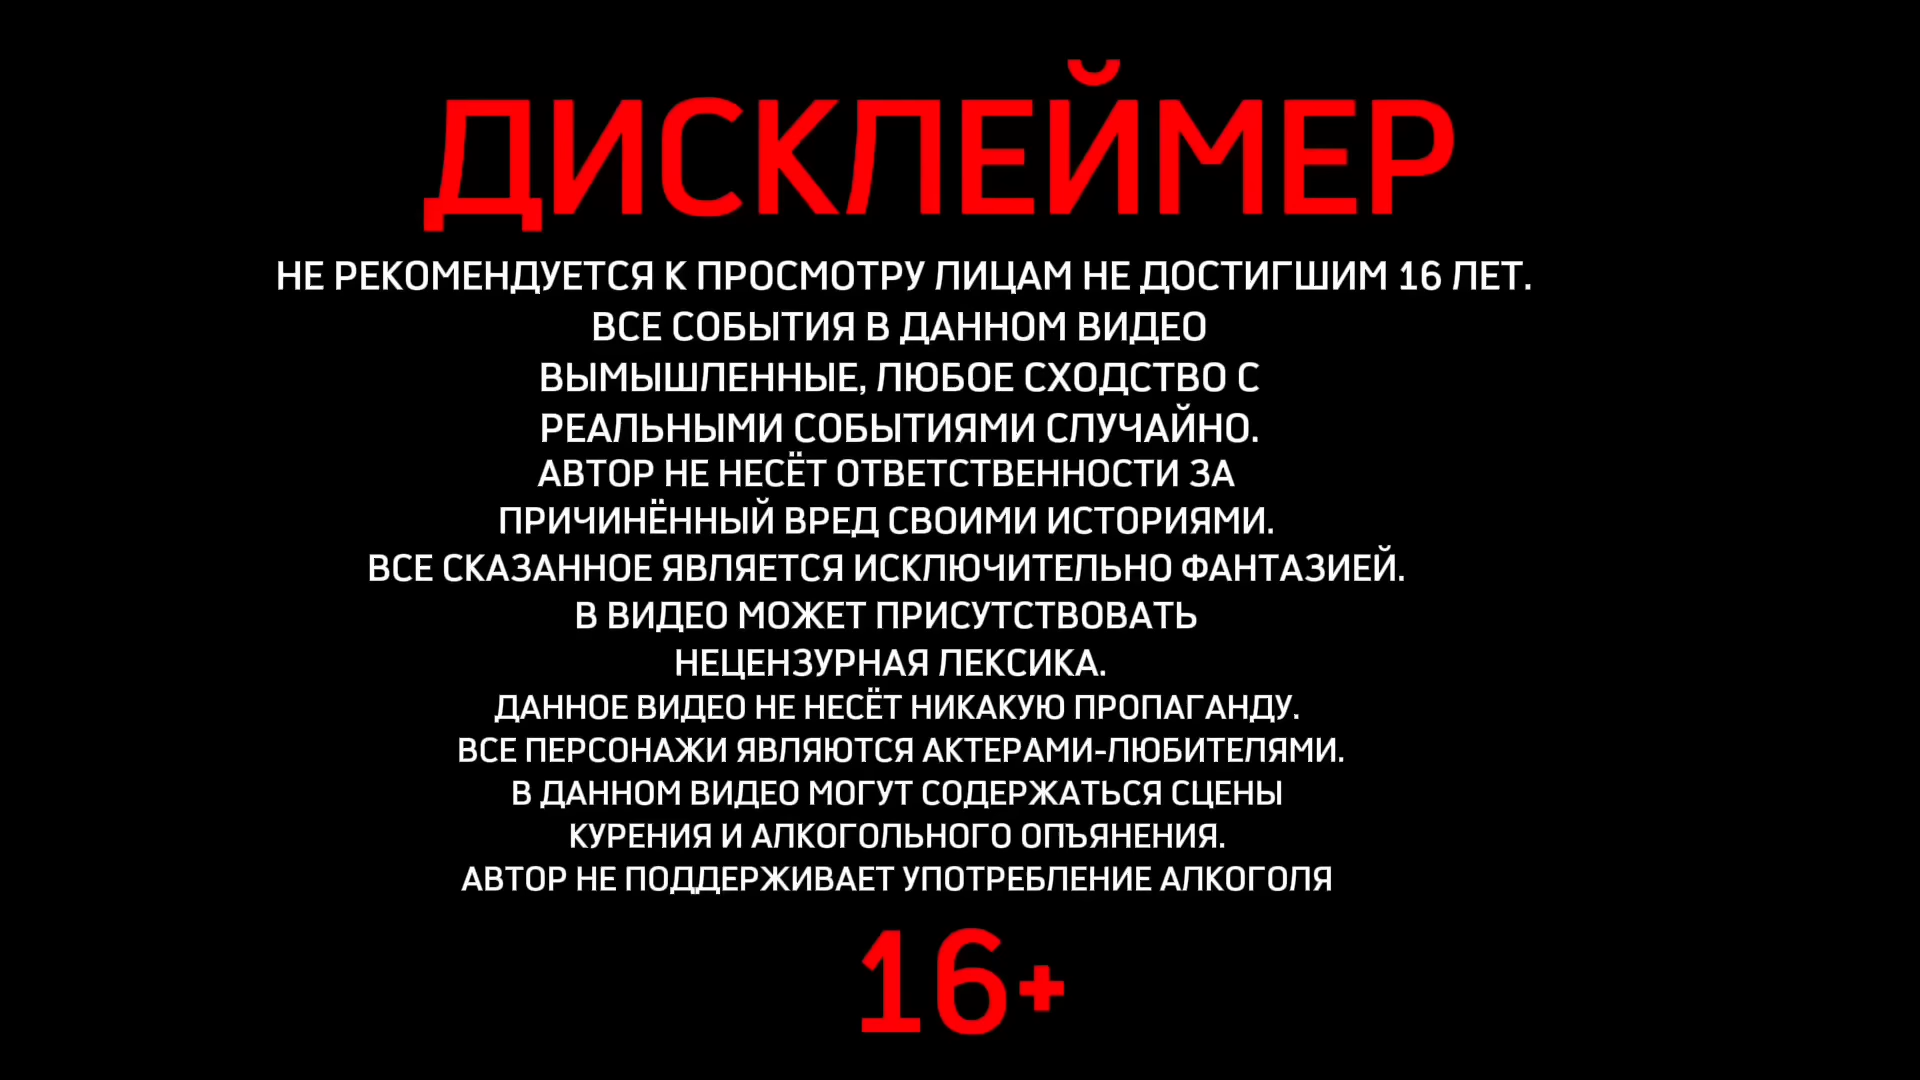 ДИСКЛЕЙМЕР
НЕ РЕКОМЕНДУЕТСЯ К ПРОСМОТРУ ЛИЦАМ НЕ ДОСТИГШИМ 16 ЛЕТ.
ВСЕ СОБЫТИЯ В ДАННОМ ВИДЕО
ВЫМЫШЛЕННЫЕ, ЛЮБОЕ СХОДСТВО С
РЕАЛЬНЫМИ СОБЫТИЯМИ СЛУЧАЙНО.
АВТОР НЕ НЕСЁТ ОТВЕТСТВЕННОСТИ ЗА
ПРИЧИНЁННЫЙ ВРЕД СВОИМИ ИСТОРИЯМИ.
ВСЕ СКАЗАННОЕ ЯВЛЯЕТСЯ ИСКЛЮЧИТЕЛЬНО ФАНТАЗИЕЙ.
В ВИДЕО МОЖЕТ ПРИСУТСТВОВАТЬ
НЕЦЕНЗУРНАЯ ЛЕКСИКА.
ДАННОЕ ВИДЕО НЕ НЕСЁТ НИКАКУЮ ПРОПАГАНДУ.
ВСЕ ПЕРСОНАЖИ ЯВЛЯЮТСЯ АКТЕРАМИ-ЛЮБИТЕЛЯМИ.
В ДАННОМ ВИДЕО МОГУТ СОДЕРЖАТЬСЯ СЦЕНЫ
КУРЕНИЯ И АЛКОГОЛЬНОГО ОПЪЯНЕНИЯ.
АВТОР НЕ ПОДДЕРЖИВАЕТ УПОТРЕБЛЕНИЕ АЛКОГОЛЯ
16+